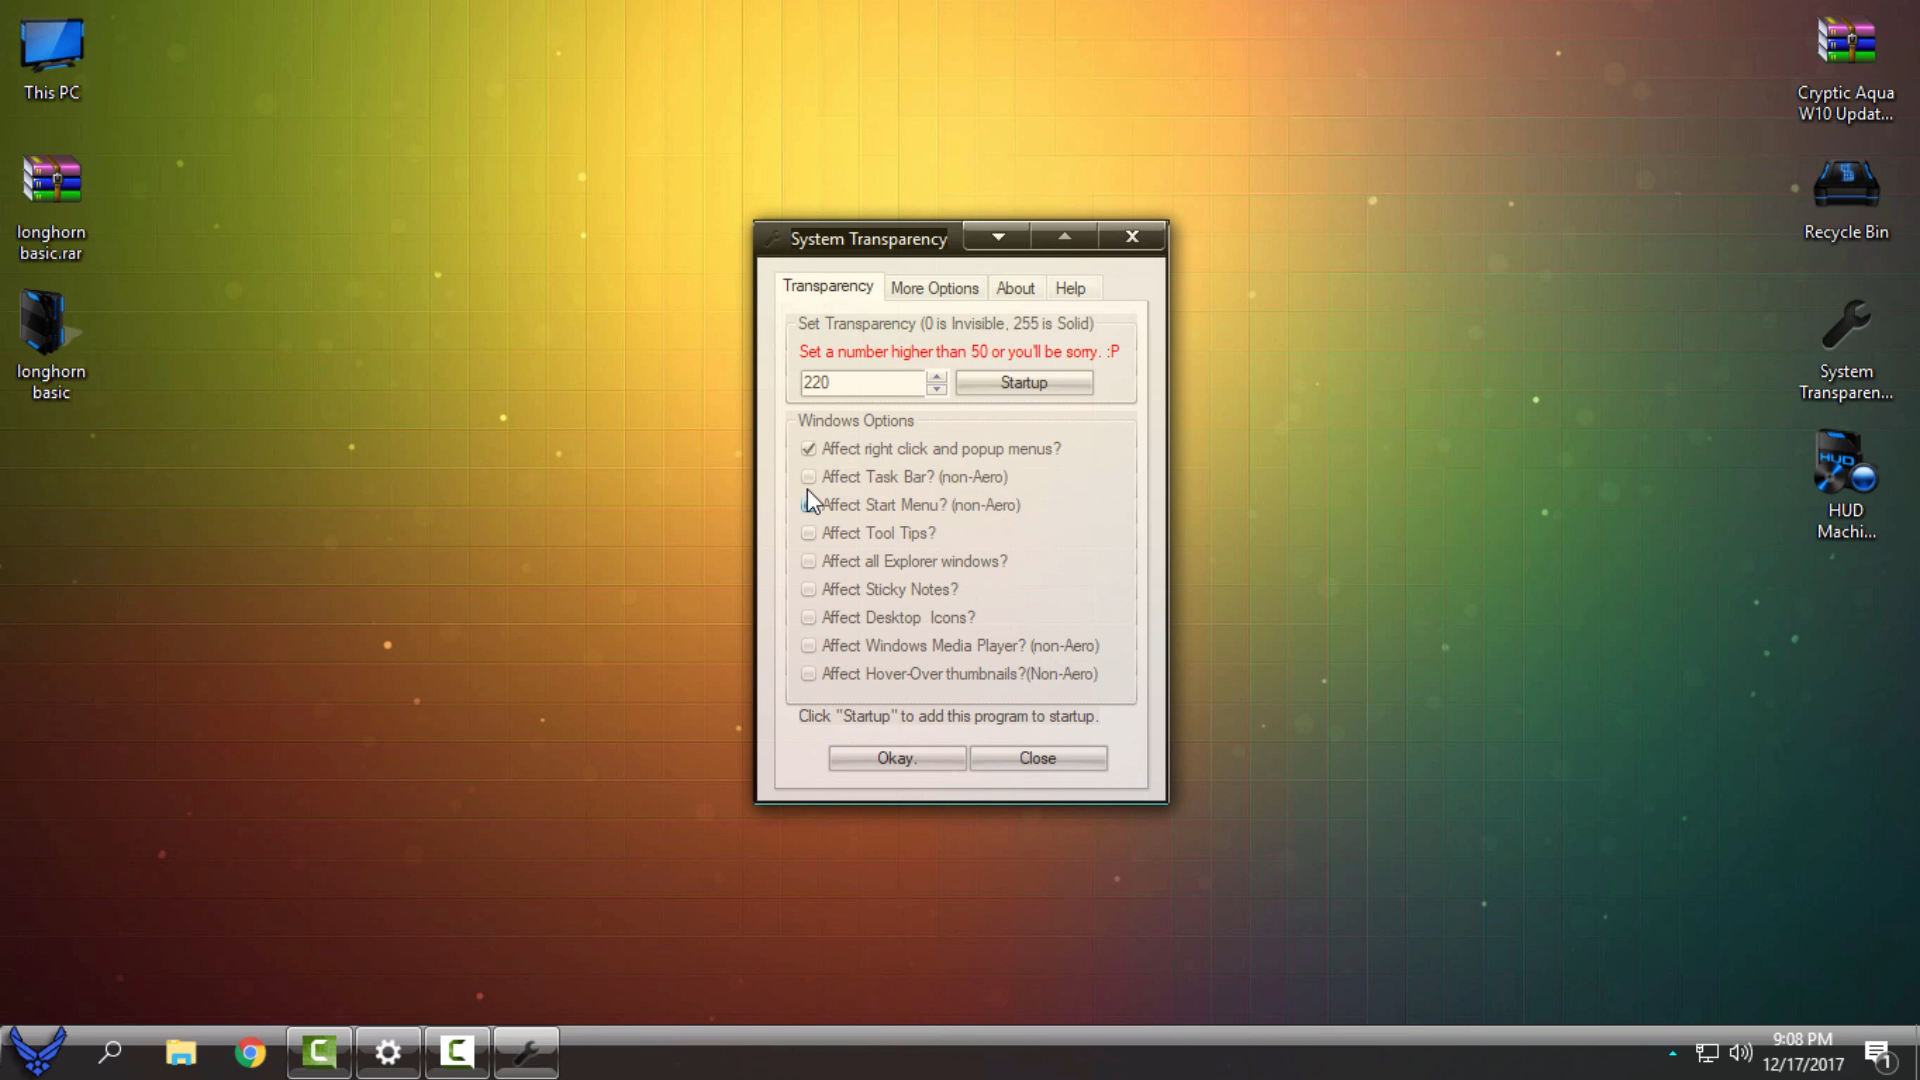 This PC
longhorn
basic.rar
longhorn
basic
System Transparency
Transparency
More Options
About
Help
Set Transparency (0 is Invisible, 255 is Solid)
Set a number higher than 50 or you'll be sorry. :P
220
Startup
Windows Options
Affect right click and popup menus?
Affect Task Bar? (non-Aero)
Affect Start Menu? (non-Aero)
Affect Tool Tips?
Affect all Explorer windows?
Affect Sticky Notes?
Affect Desktop  Icons?
Affect Windows Media Player? (non-Aero)
Affect Hover-Over thumbnails?(Non-Aero)
Click "Startup" to add this program to startup.
Okay.
Close
Cryptic Aqua
W10 Updat...
Recycle Bin
System
Transparen...
HUD
HUD
Machi...
9:08 PM
12/17/2017
1